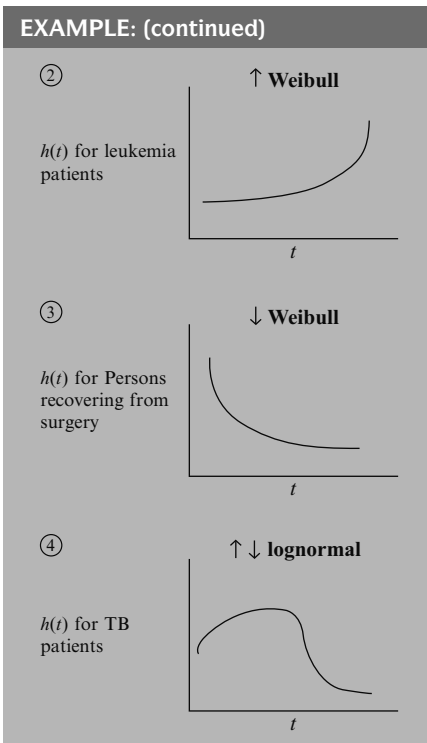 EXAMPLE: (continued)
② ↑ Weibull
h(t) for leukemia
patients
t
③ ↓ Weibull
h(t) for Persons
recovering from
surgery
t
④ ↑ ↓ lognormal
h(t) for TB
patients
t